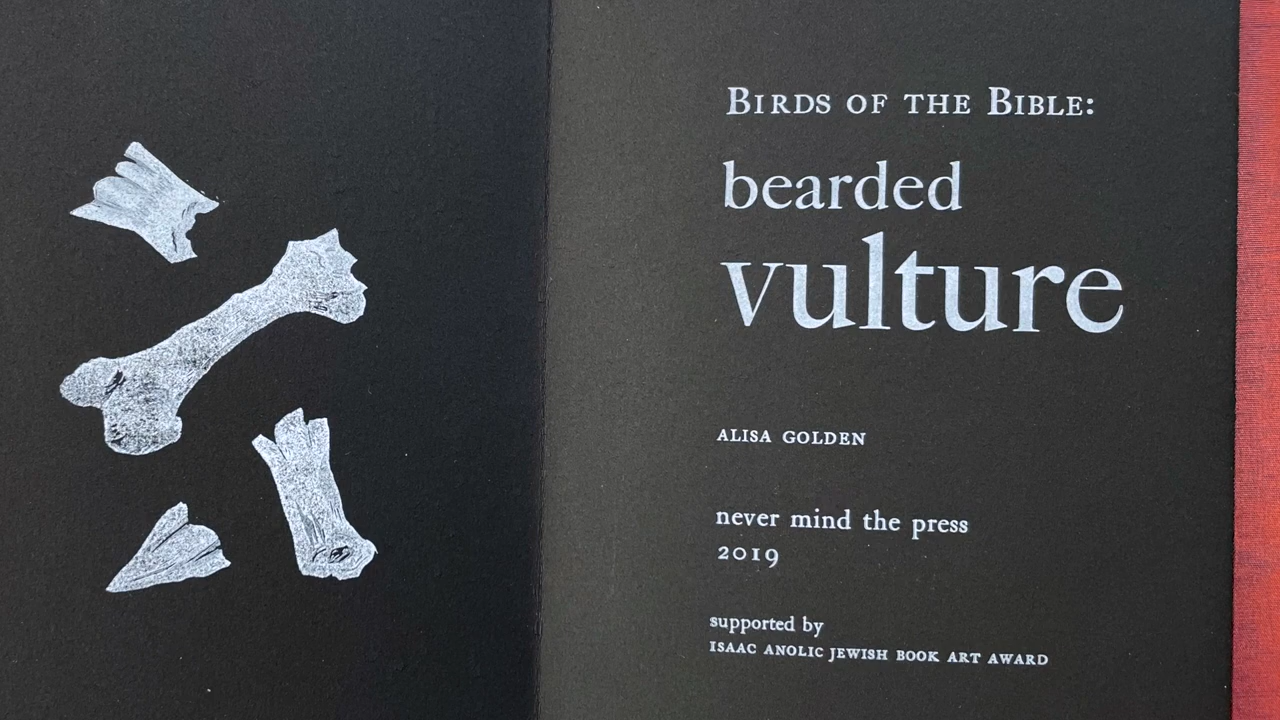 Birds of the Bible:
bearded
vulture
ALISA GOLDEN
never mind the press
2019
supported by
ISAAC ANOLIC JEWISH BOOK ART AWARD